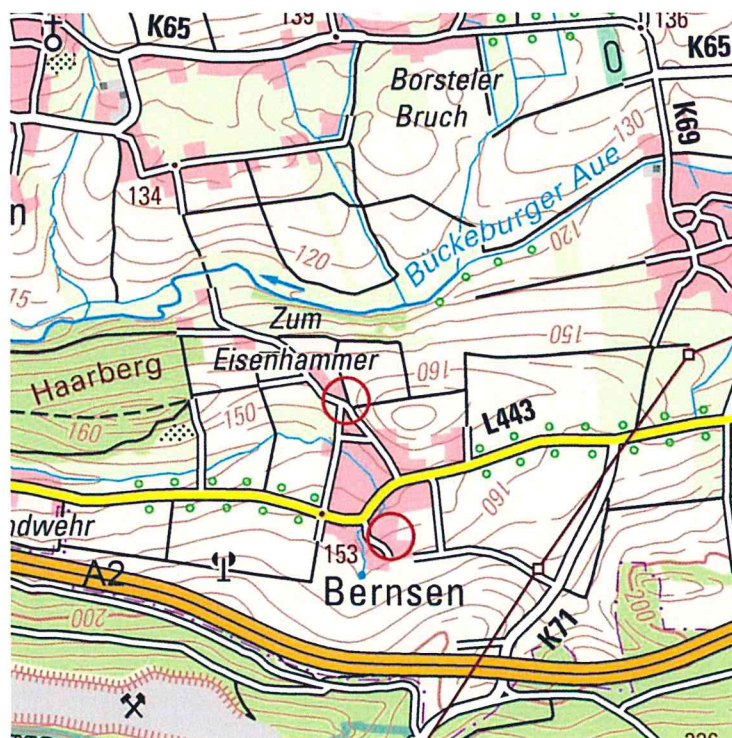 139
136
K65
K65
Borsteler
Bruch
130
K69
134
n
Bückeburger Aue
120
120
15
Zum
Eisenhammer
150
Haarberg
160
150
L443
160
160
ndwehr
153
A2
Bernsen
200
200
K71